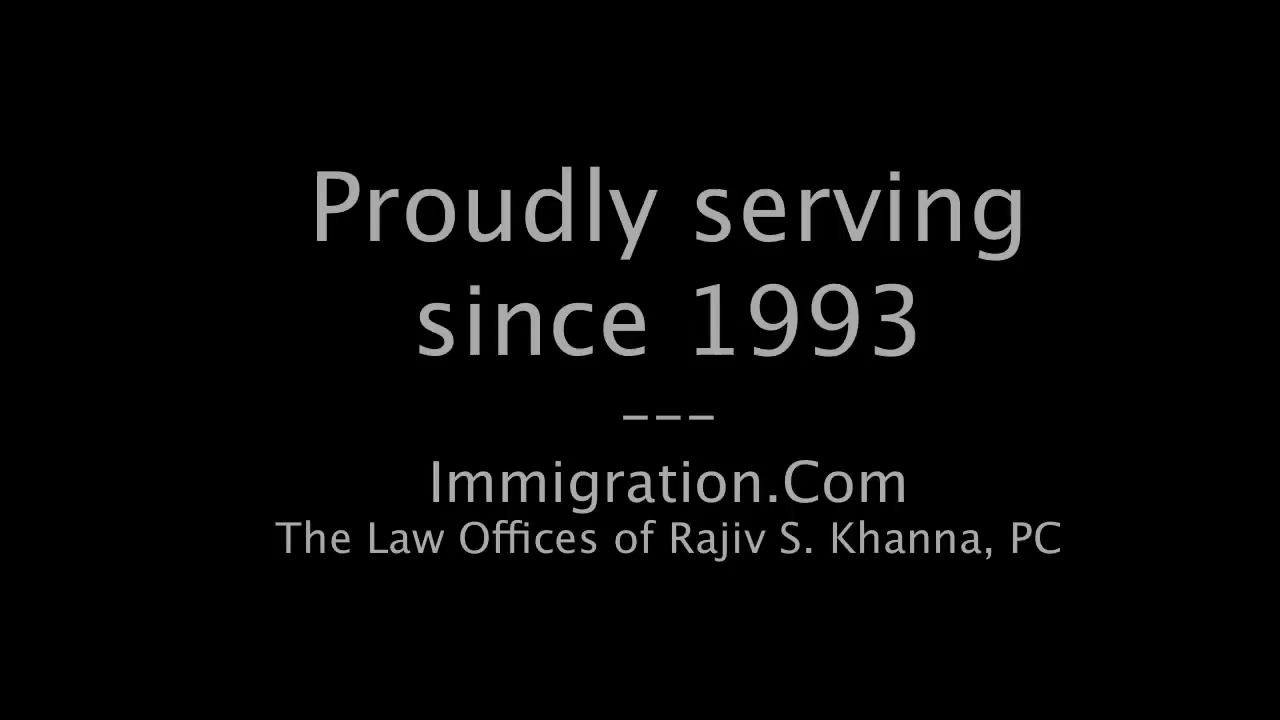 Proudly serving
since 1993
---
Immigration.Com
The Law Offices of Rajiv S. Khanna, PC